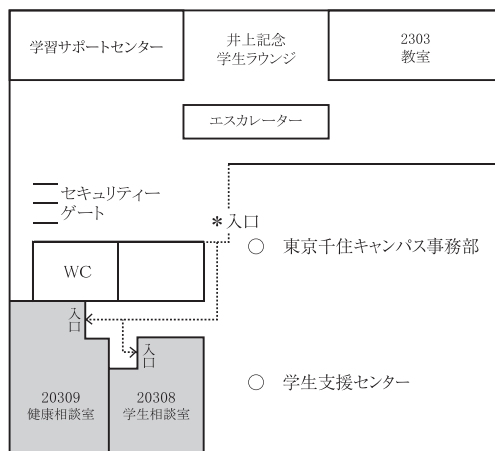 学習サポートセンター
井上記念
学生ラウンジ
2303
教室
エスカレーター
セキュリティー
ゲート
＊入口
○ 東京千住キャンパス事務部
WC
入口
入口
20309
健康相談室
20308
学生相談室
○ 学生支援センター